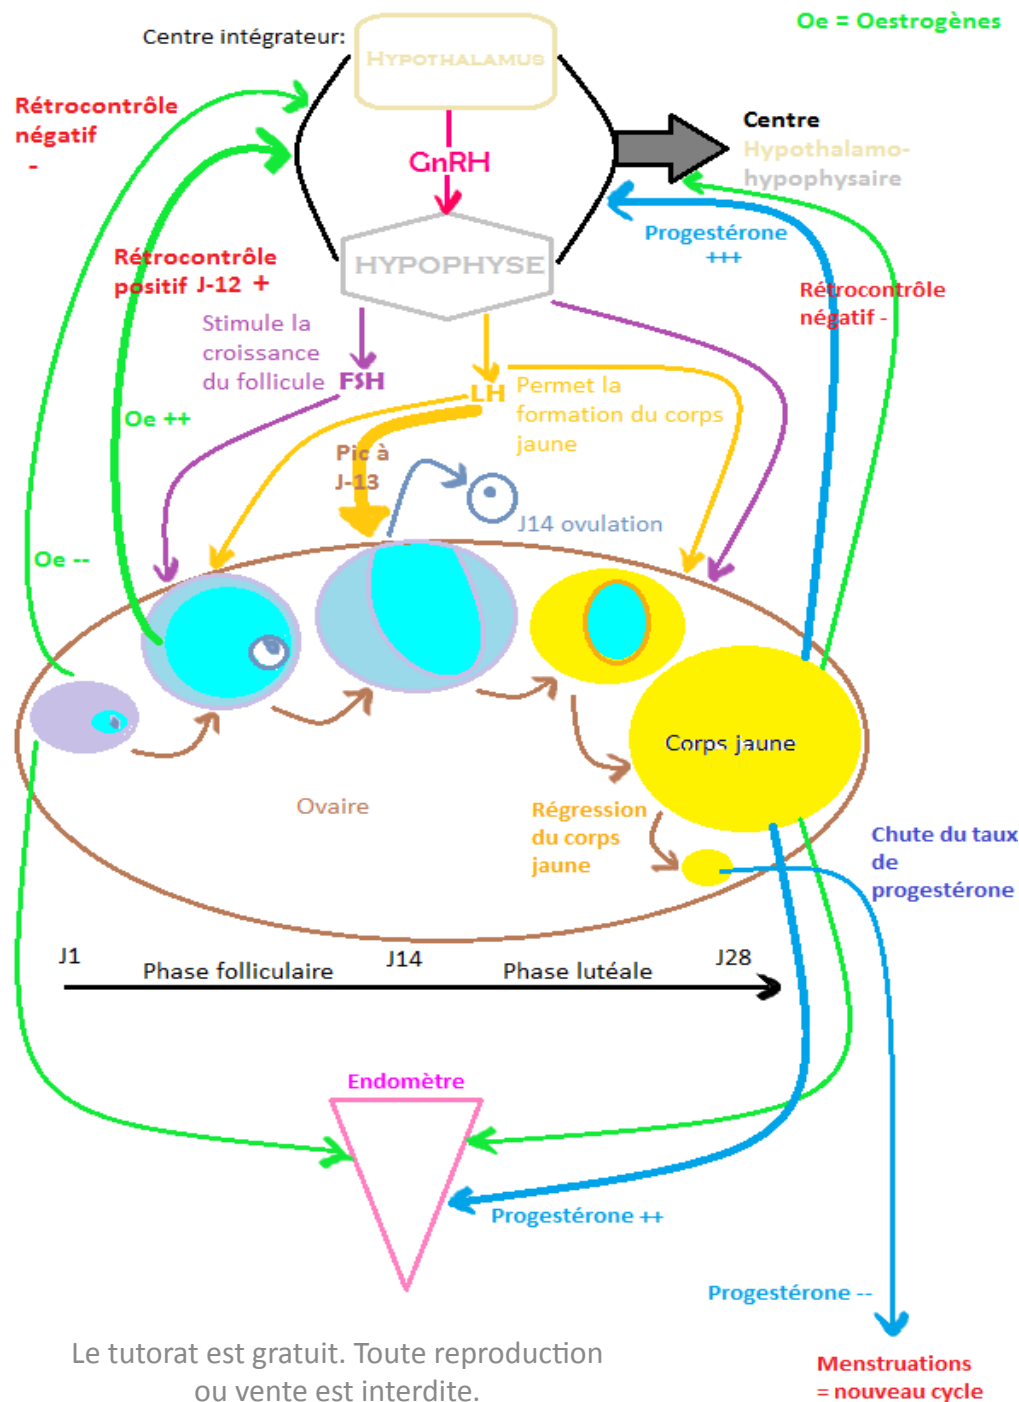 Oe = Oestrogènes
Centre intégrateur:
HYPOTHALAMUS
Rétrocontrôle
négatif
-
Centre
Hypothalamo-
hypophysaire
GnRH
Progestérone
+++
Rétrocontrôle
positif J-12 +
HYPOPHYSE
Rétrocontrôle
négatif -
Stimule la
croissance
du follicule
FSH
LH
Permet la
formation du corps
jaune
Oe ++
Pic à
J-13
J14 ovulation
Oe --
Corps jaune
Ovaire
Régression
du corps
jaune
Chute du taux
de
progestérone
J1
J14
J28
Phase folliculaire
Phase lutéale
Endomètre
Progestérone ++
Progestérone --
Le tutorat est gratuit. Toute reproduction
ou vente est interdite.
Menstruations
= nouveau cycle